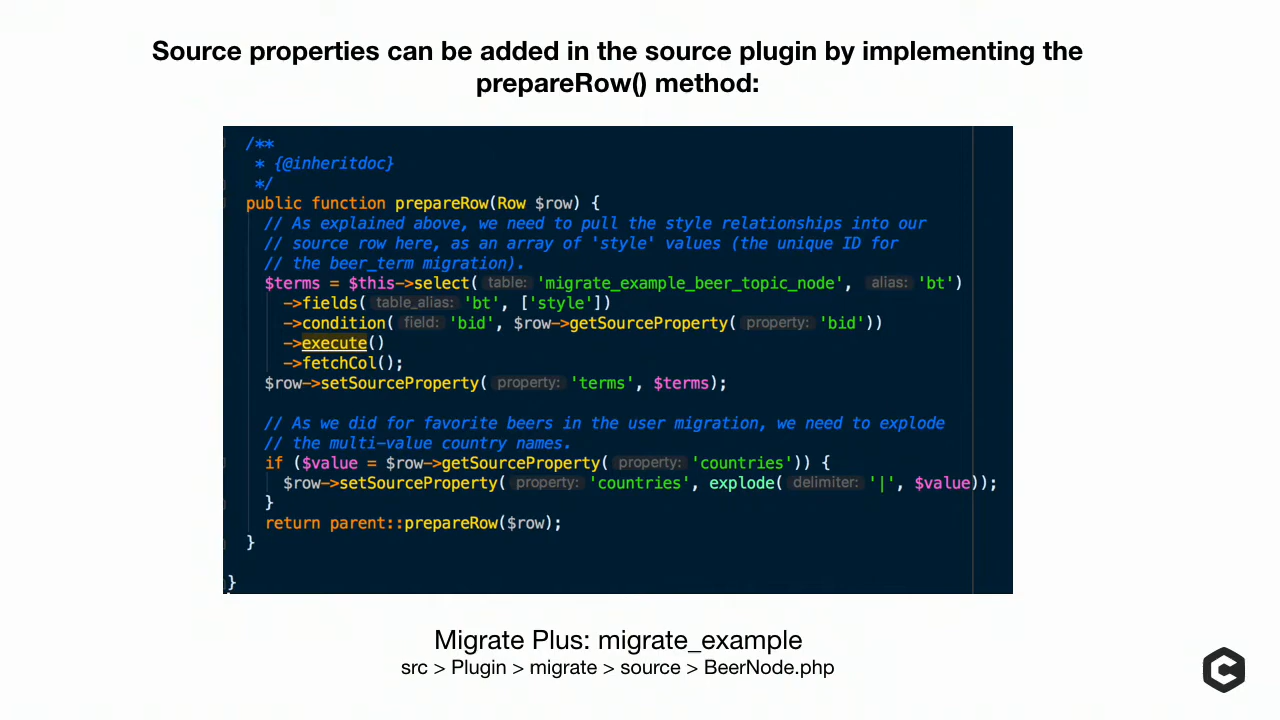 Source properties can be added in the source plugin by implementing the
prepareRow() method:
/**
 * {@inheritdoc}
 */
public function prepareRow(Row $row) {
  // As explained above, we need to pull the style relationships into our
  // source row here, as an array of 'style' values (the unique ID for
  // the beer_term migration).
  $terms = $this->select( table: 'migrate_example_beer_topic_node', alias: 'bt')
    ->fields( table_alias: 'bt', ['style'])
    ->condition( field: 'bid', $row->getSourceProperty( property: 'bid'))
    ->execute()
    ->fetchCol();
  $row->setSourceProperty( property: 'terms', $terms);
  // As we did for favorite beers in the user migration, we need to explode
  // the multi-value country names.
  if ($value = $row->getSourceProperty( property: 'countries')) {
    $row->setSourceProperty( property: 'countries', explode( delimiter: '|', $value));
  }
  return parent::prepareRow($row);
}
}
Migrate Plus: migrate_example
src > Plugin > migrate > source > BeerNode.php